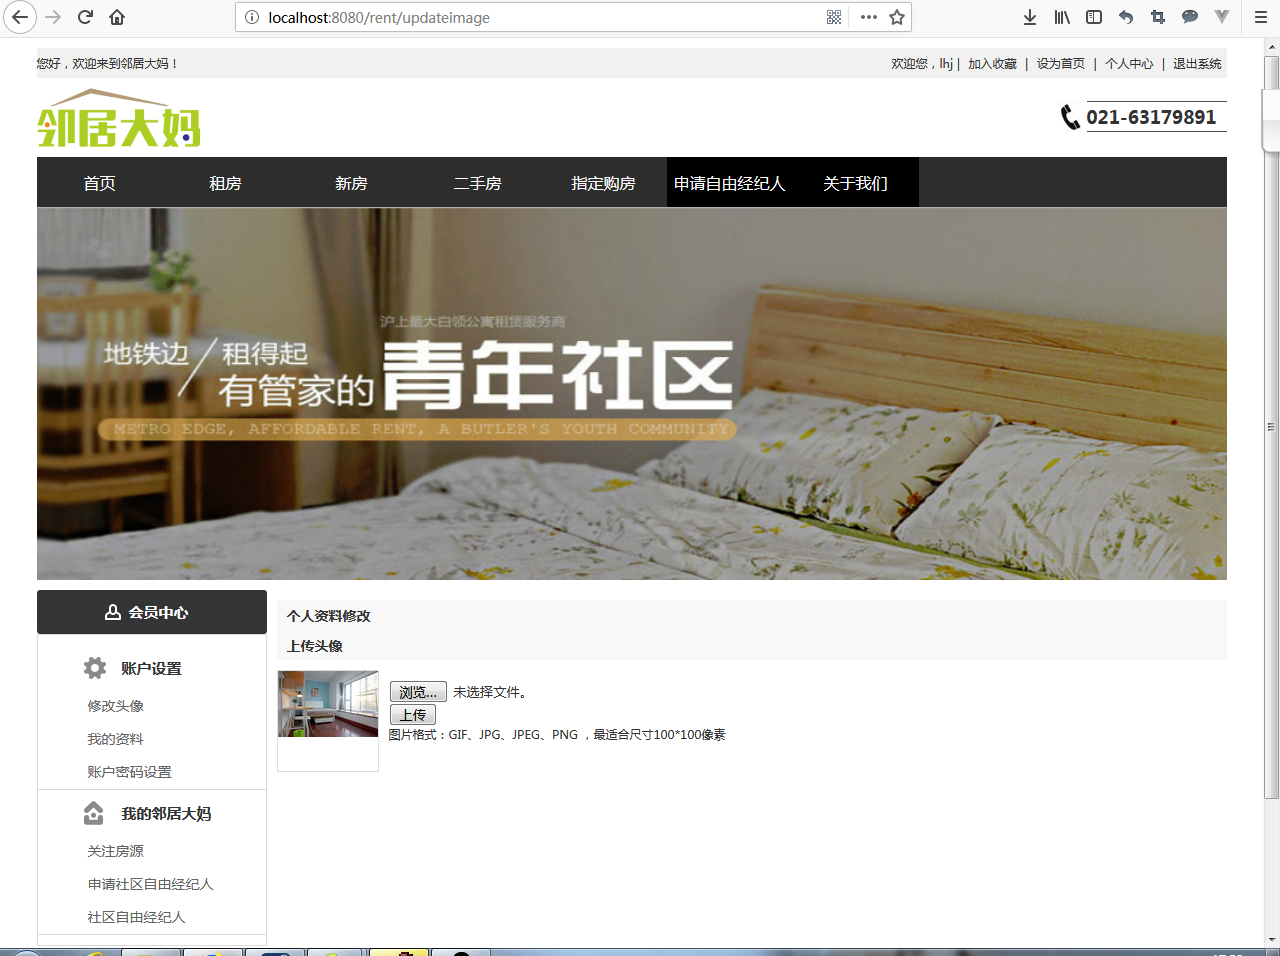 localhost:8080/rent/updateimage
您好，欢迎来到邻居大妈！
欢迎您，lhj | 加入收藏 | 设为首页 | 个人中心 | 退出系统
邻居大妈
021-63179891
首页 租房 新房 二手房 指定购房 申请自由经纪人 关于我们
沪上最大白领公寓租赁服务商
地铁边 / 租得起
有管家的 青年社区
METRO EDGE, AFFORDABLE RENT, A BUTLER'S YOUTH COMMUNITY
会员中心
账户设置
修改头像
我的资料
账户密码设置
我的邻居大妈
关注房源
申请社区自由经纪人
社区自由经纪人
个人资料修改
上传头像
浏览... 未选择文件。
上传
图片格式：GIF、JPG、JPEG、PNG ，最适合尺寸100*100像素